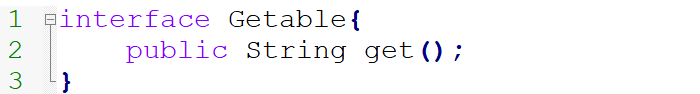 1 interface Getable{
2     public String get();
3 }